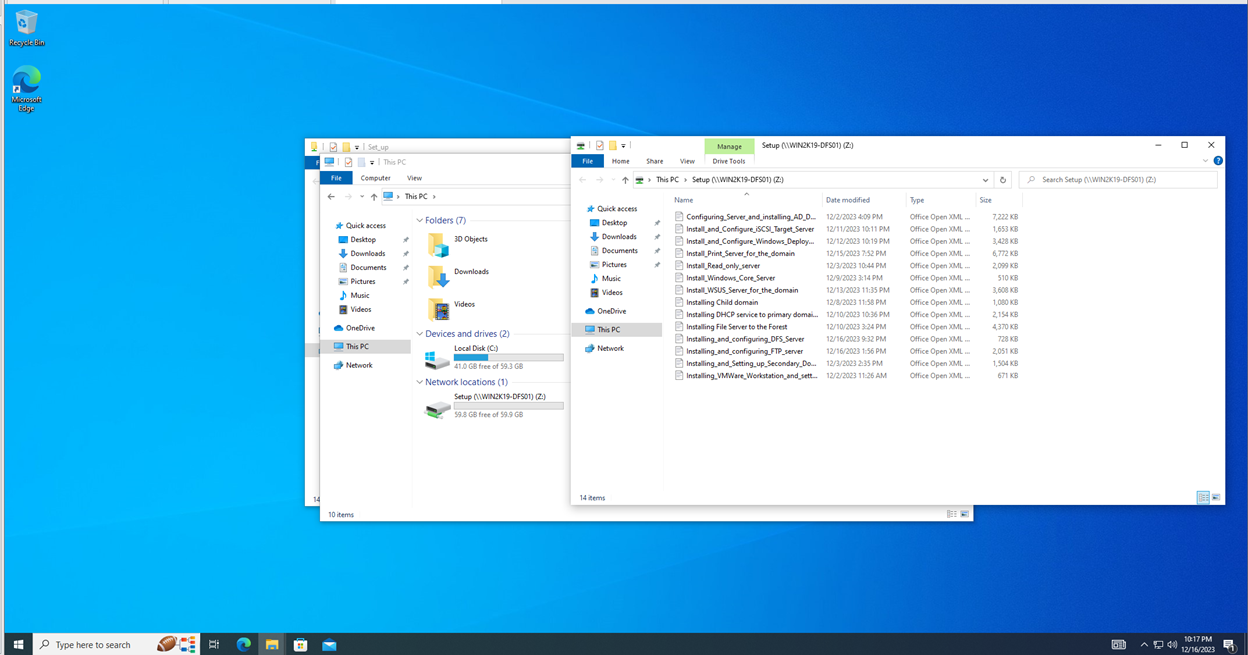 Recycle Bin
Microsoft
Edge
Set_up
This PC
File
Computer
View
This PC
Quick access
Desktop
Downloads
Documents
Pictures
Music
Videos
OneDrive
This PC
Network
Folders (7)
3D Objects
Downloads
Videos
Devices and drives (2)
Local Disk (C:)
41.0 GB free of 59.3 GB
Network locations (1)
Setup (\\WIN2K19-DFS01) (Z:)
59.8 GB free of 59.9 GB
14
10 items
Manage
Setup (\\WIN2K19-DFS01) (Z:)
File
Home
Share
View
Drive Tools
This PC > Setup (\\WIN2K19-DFS01) (Z:)
Search Setup (\\WIN2K19-DFS01) (Z:)
Quick access
Desktop
Downloads
Documents
Pictures
Music
Videos
OneDrive
This PC
Network
Name Date modified Type Size
Configuring_Server_and_installing_AD_D... 12/2/2023 4:09 PM Office Open XML ... 7,222 KB
Install_and_Configure_iSCSI_Target_Server 12/11/2023 10:11 PM Office Open XML ... 1,653 KB
Install_and_Configure_Windows_Deploy... 12/12/2023 10:19 PM Office Open XML ... 3,428 KB
Install_Print_Server_for_the_domain 12/15/2023 7:52 PM Office Open XML ... 6,772 KB
Install_Read_only_server 12/3/2023 10:44 PM Office Open XML ... 2,099 KB
Install_Windows_Core_Server 12/9/2023 3:14 PM Office Open XML ... 510 KB
Install_WSUS_Server_for_the_domain 12/13/2023 11:35 PM Office Open XML ... 3,608 KB
Installing Child domain 12/8/2023 11:58 PM Office Open XML ... 1,080 KB
Installing DHCP service to primary domai... 12/10/2023 10:36 PM Office Open XML ... 2,154 KB
Installing File Server to the Forest 12/10/2023 3:24 PM Office Open XML ... 4,370 KB
Installing_and_configuring_DFS_Server 12/16/2023 9:32 PM Office Open XML ... 728 KB
Installing_and_configuring_FTP_server 12/16/2023 1:56 PM Office Open XML ... 2,051 KB
Installing_and_Setting_up_Secondary_Do... 12/3/2023 2:35 PM Office Open XML ... 1,504 KB
Installing_VMWare_Workstation_and_sett... 12/2/2023 11:26 AM Office Open XML ... 671 KB
14 items
Type here to search
10:17 PM
12/16/2023
1